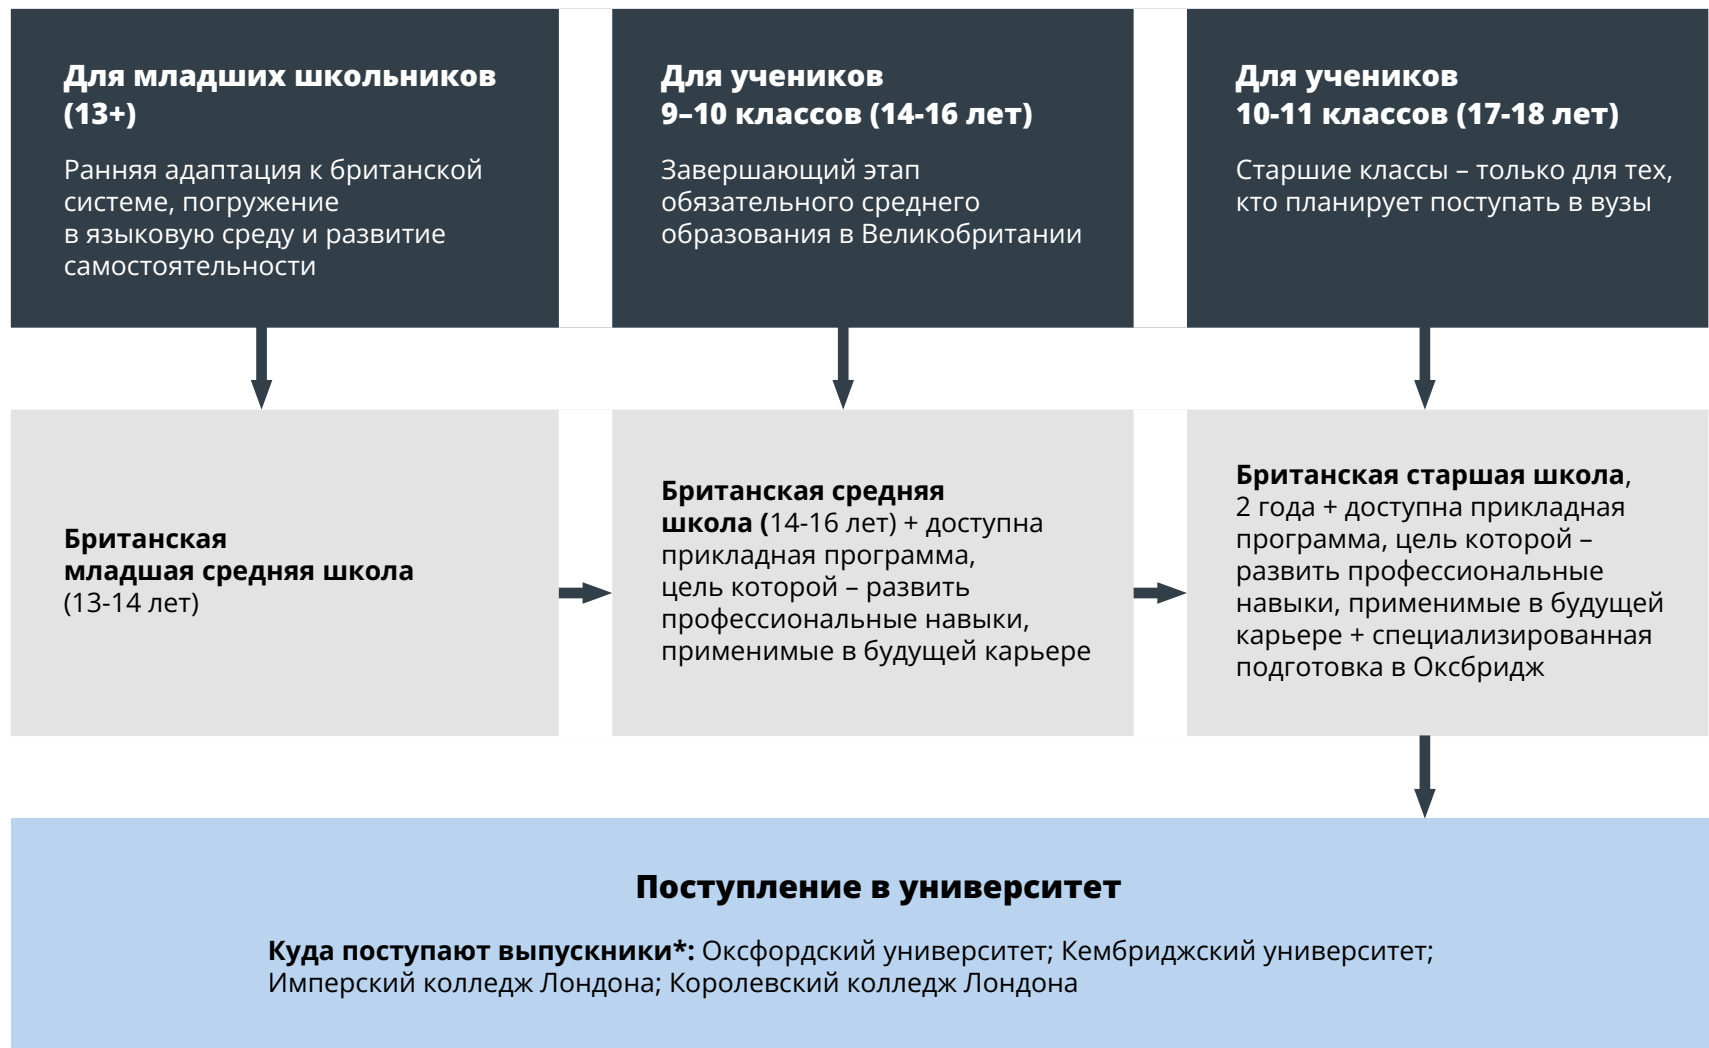 Для младших школьников
(13+)
Ранняя адаптация к британской
системе, погружение
в языковую среду и развитие
самостоятельности
Для учеников
9–10 классов (14-16 лет)
Завершающий этап
обязательного среднего
образования в Великобритании
Для учеников
10-11 классов (17-18 лет)
Старшие классы – только для тех,
кто планирует поступать в вузы
Британская
младшая средняя школа
(13-14 лет)
Британская средняя
школа (14-16 лет) + доступна
прикладная программа,
цель которой – развить
профессиональные навыки,
применимые в будущей карьере
Британская старшая школа,
2 года + доступна прикладная
программа, цель которой –
развить профессиональные
навыки, применимые в будущей
карьере + специализированная
подготовка в Оксбридж
Поступление в университет
Куда поступают выпускники*: Оксфордский университет; Кембриджский университет;
Имперский колледж Лондона; Королевский колледж Лондона